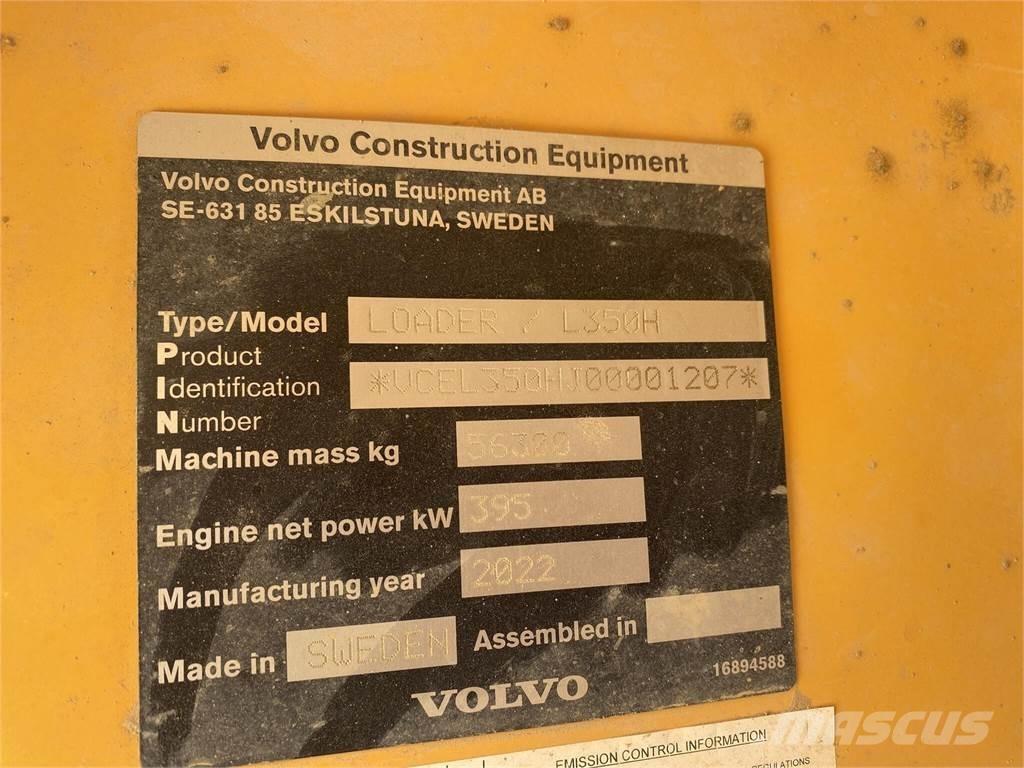 Volvo Construction Equipment
Volvo Construction Equipment AB
SE-631 85 ESKILSTUNA, SWEDEN
Type/Model LOADER / L350H
Product
Identification *VCEL350HJ00001207*
Number
Machine mass kg 56300
Engine net power kW 395
Manufacturing year 2022
Made in SWEDEN Assembled in
16894588
VOLVO
EMISSION CONTROL INFORMATION
REGULATIONS
MASCUS